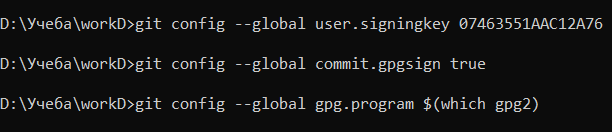 D:\Учеба\workD>git config --global user.signingkey 07463551AAC12A76
D:\Учеба\workD>git config --global commit.gpgsign true
D:\Учеба\workD>git config --global gpg.program $(which gpg2)